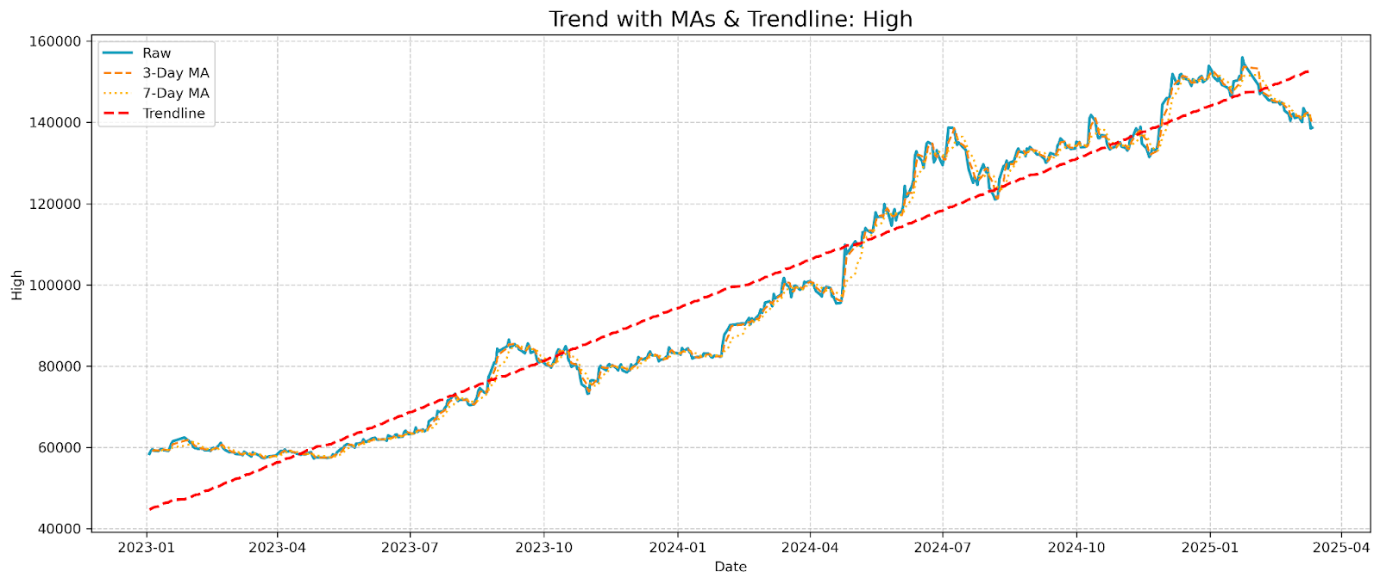 Trend with MAs & Trendline: High
160000
140000
120000
100000
80000
60000
40000
High
Raw
3-Day MA
7-Day MA
Trendline
2023-01 2023-04 2023-07 2023-10 2024-01 2024-04 2024-07 2024-10 2025-01 2025-04
Date